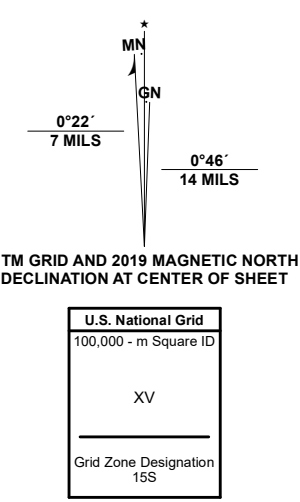 MN
GN
0°22´
7 MILS
0°46´
14 MILS
TM GRID AND 2019 MAGNETIC NORTH
DECLINATION AT CENTER OF SHEET
U.S. National Grid
100,000 - m Square ID
XV
Grid Zone Designation
15S